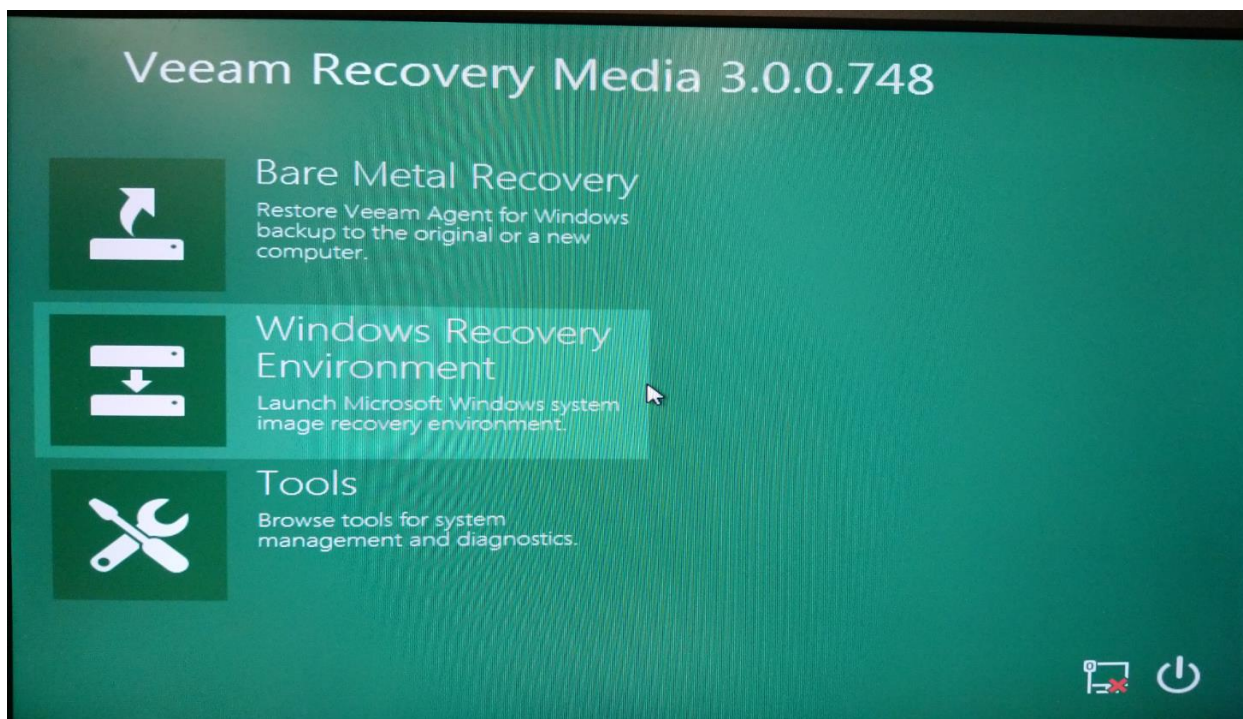 Veeam Recovery Media 3.0.0.748
Bare Metal Recovery
Restore Veeam Agent for Windows
backup to the original or a new
computer.
Windows Recovery
Environment
Launch Microsoft Windows system
image recovery environment.
Tools
Browse tools for system
management and diagnostics.